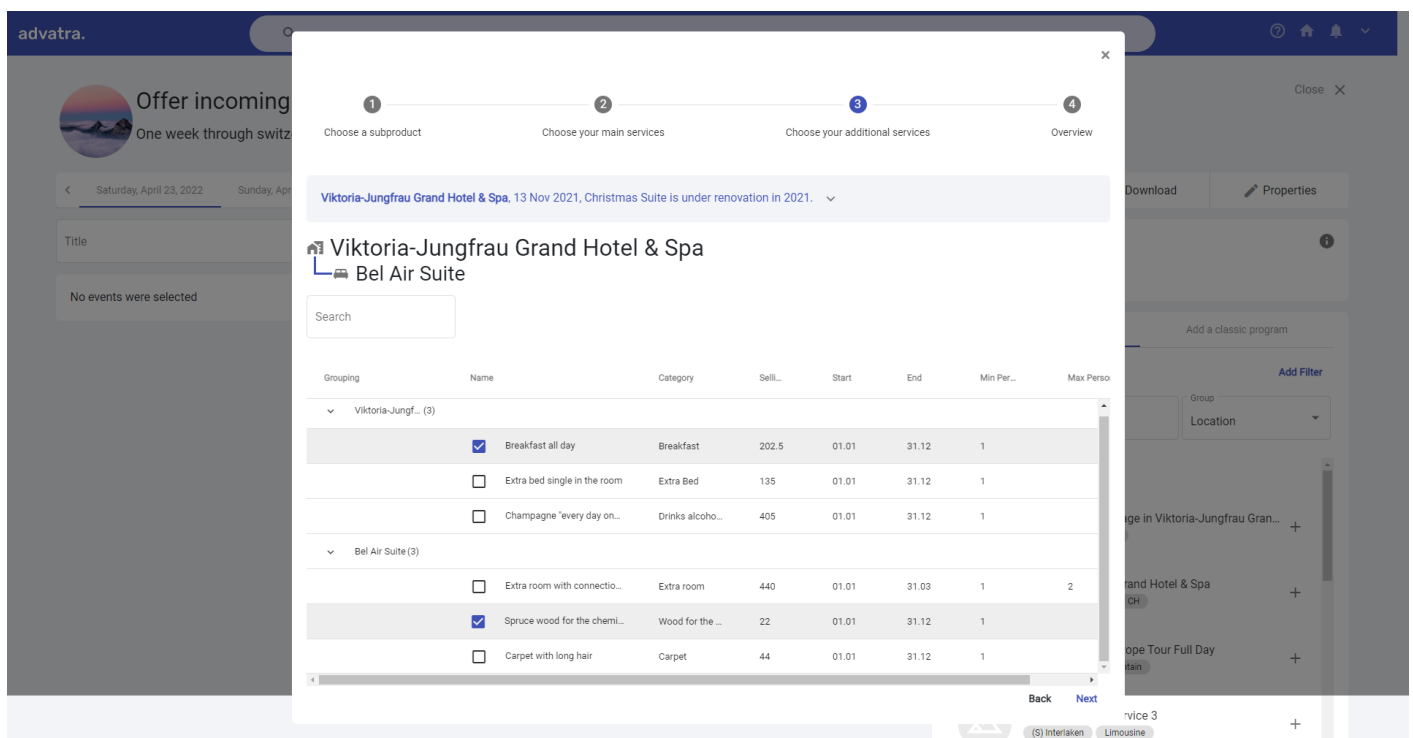 advatra.
Offer incoming
One week through switz
Close
Saturday, April 23, 2022 Sunday, Apr
Download Properties
Title
No events were selected
1 2 3 4
Choose a subproduct Choose your main services Choose your additional services Overview
Viktoria-Jungfrau Grand Hotel & Spa, 13 Nov 2021, Christmas Suite is under renovation in 2021.
Viktoria-Jungfrau Grand Hotel & Spa
Bel Air Suite
Search
Grouping Name Category Selli... Start End Min Per... Max Perso
Viktoria-Jungf... (3)
Breakfast all day Breakfast 202.5 01.01 31.12 1
Extra bed single in the room Extra Bed 135 01.01 31.12 1
Champagne "every day on... Drinks alcoho... 405 01.01 31.12 1
Bel Air Suite (3)
Extra room with connectio... Extra room 440 01.01 31.03 1 2
Spruce wood for the chemi... Wood for the ... 22 01.01 31.12 1
Carpet with long hair Carpet 44 01.01 31.12 1
Back Next
Add a classic program
Add Filter
Group
Location
ge in Viktoria-Jungfrau Gran...
rand Hotel & Spa
CH
ope Tour Full Day
tain
rvice 3
(S) Interlaken Limousine